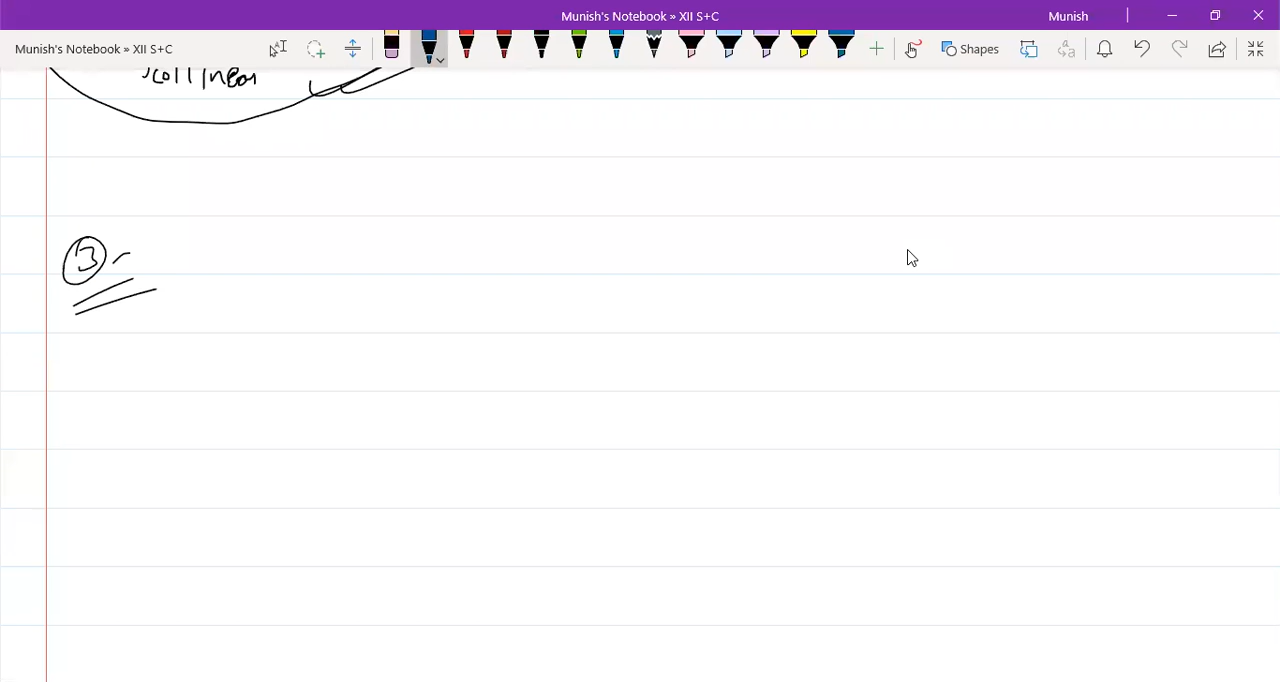 Munish's Notebook » XII S+C
Munish
Munish's Notebook » XII S+C
Shapes
collinear
3 -